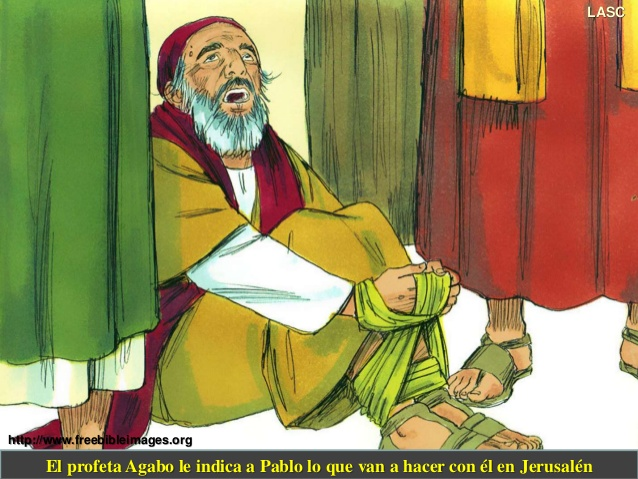 LASC
http://www.freebibleimages.org
El profeta Agabo le indica a Pablo lo que van a hacer con él en Jerusalén